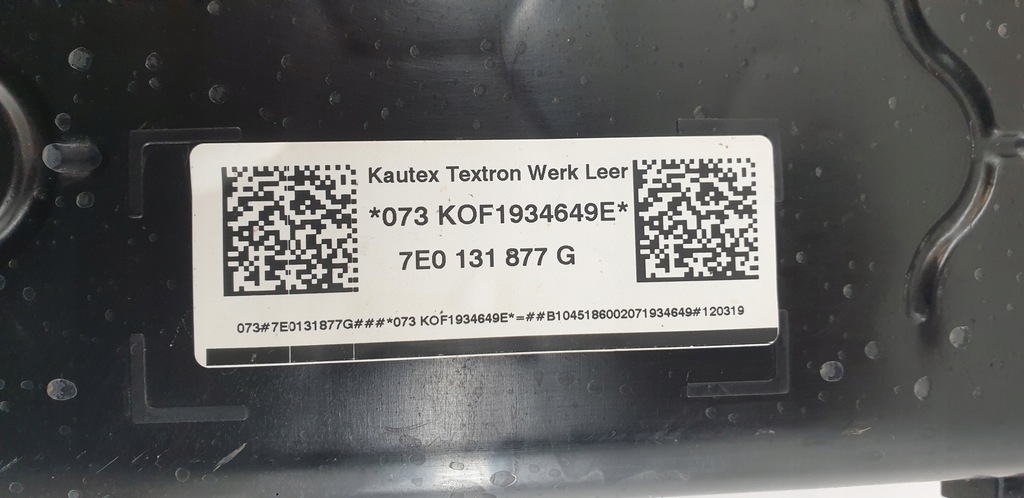 Kautex Textron Werk Leer
*073 KOF1934649E*
7E0 131 877 G
073#7E0131877G###*073 KOF1934649E*=##B1045186002071934649#120319